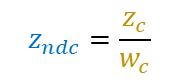 z_ndc = z_c / w_c